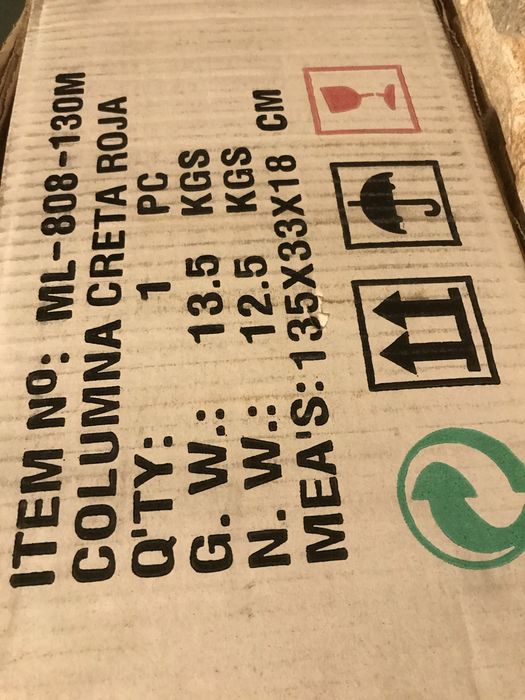 ITEM Nº: ML-808-130M
COLUMNA CRETA ROJA
Q'TY: 1 PC
G. W.: 13.5 KGS
N. W.: 12.5 KGS
MEA'S: 135X33X18 CM